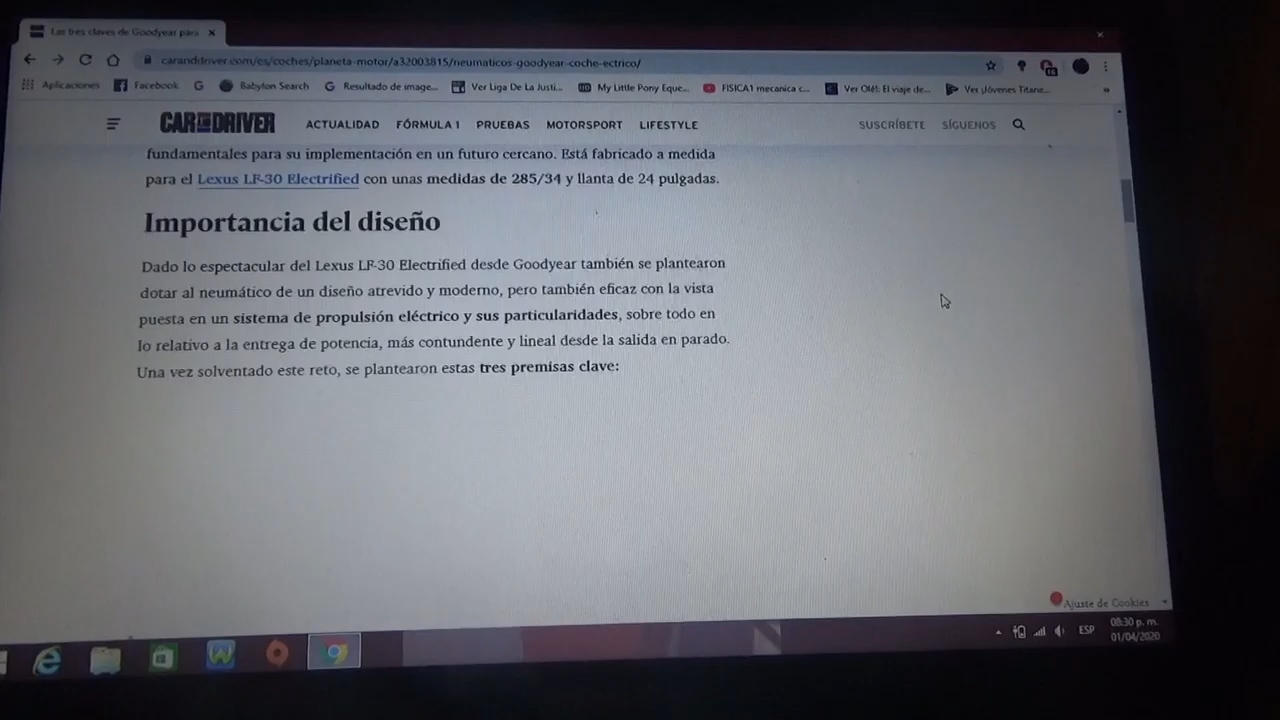 Las tres claves de Goodyear para
caranddriver.com/es/coches/planeta-motor/a32003815/neumaticos-goodyear-coche-ectrico/
Aplicaciones Facebook Babylon Search Resultado de image... Ver Liga De La Justi... My Little Pony Eque... FISICA1 mecanica c... Ver Olé!: El viaje de... Ver ¡Jóvenes Titane... »
CAR DRIVER ACTUALIDAD FÓRMULA 1 PRUEBAS MOTORSPORT LIFESTYLE SUSCRÍBETE SÍGUENOS
fundamentales para su implementación en un futuro cercano. Está fabricado a medida
para el Lexus LF-30 Electrified con unas medidas de 285/34 y llanta de 24 pulgadas.
Importancia del diseño
Dado lo espectacular del Lexus LF-30 Electrified desde Goodyear también se plantearon
dotar al neumático de un diseño atrevido y moderno, pero también eficaz con la vista
puesta en un sistema de propulsión eléctrico y sus particularidades, sobre todo en
lo relativo a la entrega de potencia, más contundente y lineal desde la salida en parado.
Una vez solventado este reto, se plantearon estas tres premisas clave:
Ajuste de Cookies
ESP 08:30 p. m.
01/04/2020